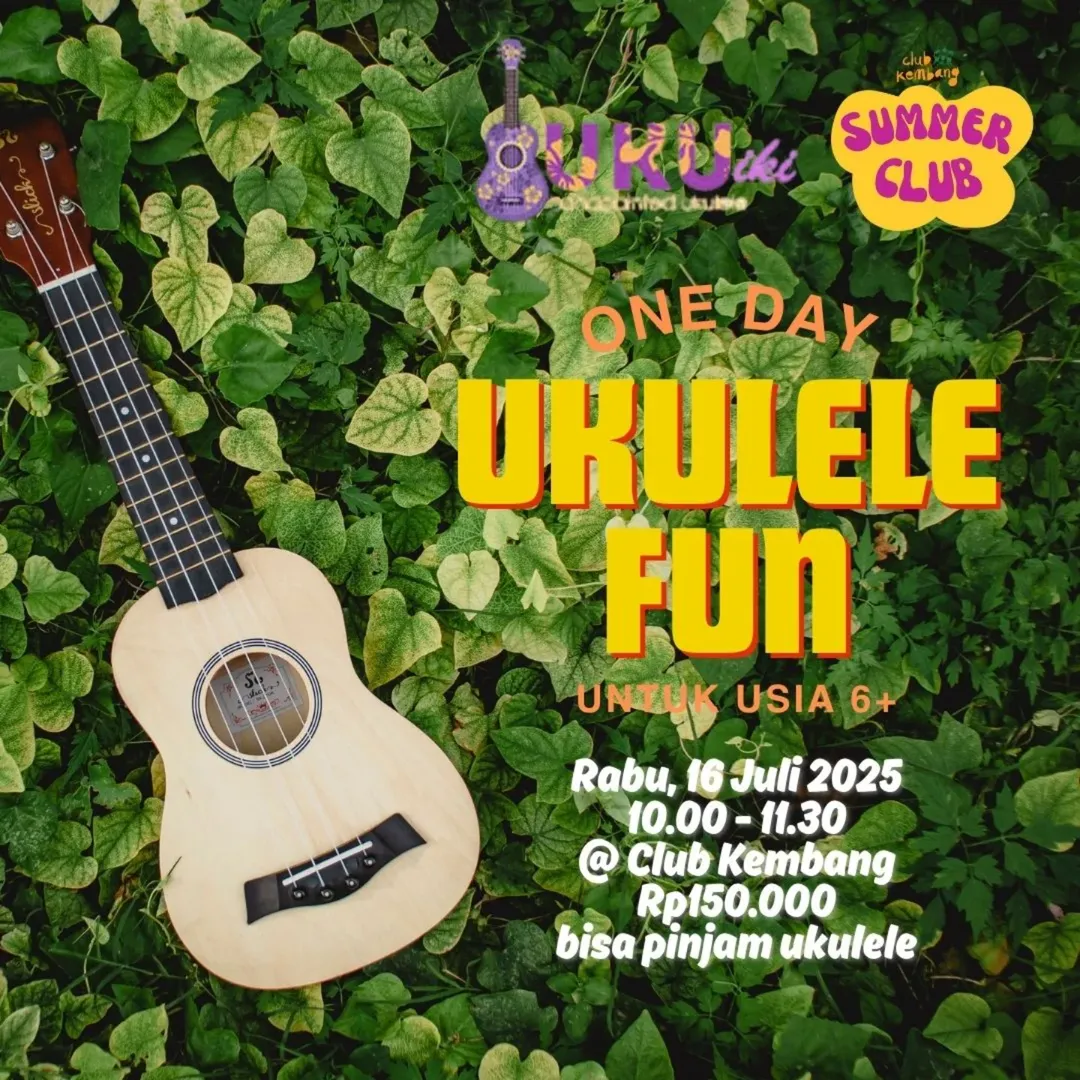 UKUiki
club
kembang
SUMMER
CLUB
ONE DAY
UKULELE
FUN
UNTUK USIA 6+
Rabu, 16 Juli 2025
10.00 - 11.30
@ Club Kembang
Rp150.000
bisa pinjam ukulele